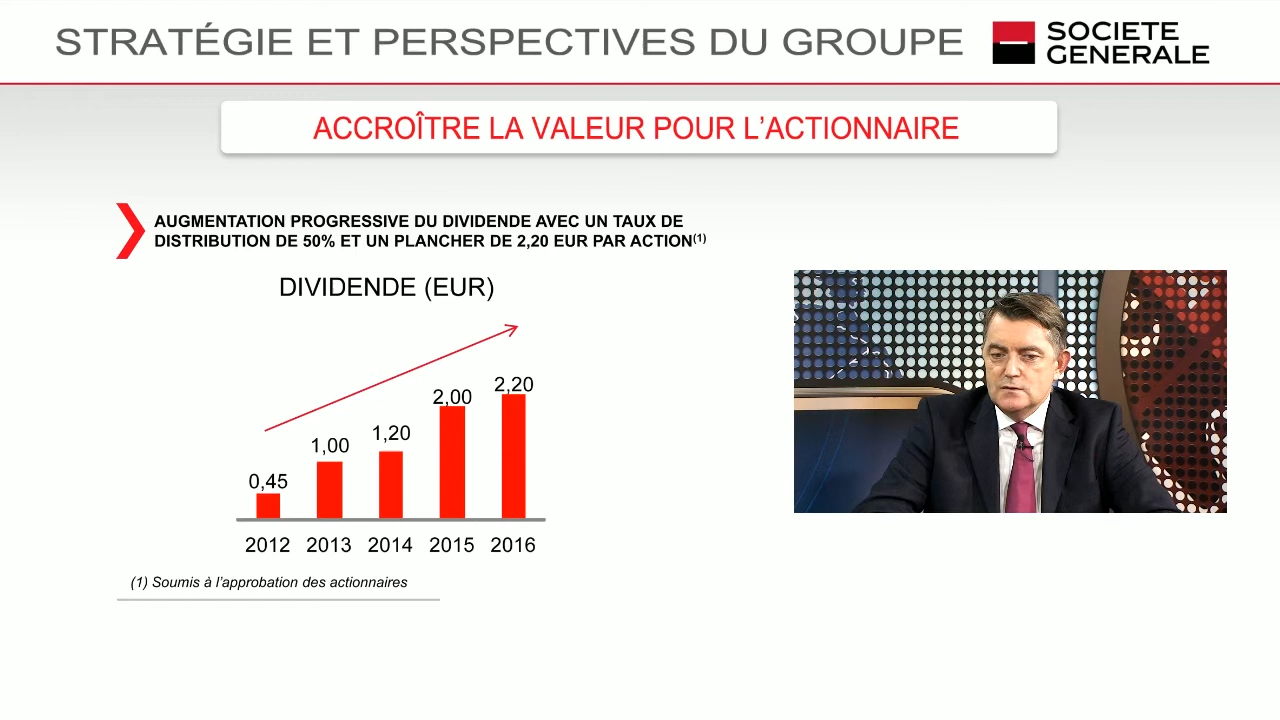 STRATÉGIE ET PERSPECTIVES DU GROUPE
SOCIETE
GENERALE
ACCROÎTRE LA VALEUR POUR L'ACTIONNAIRE
AUGMENTATION PROGRESSIVE DU DIVIDENDE AVEC UN TAUX DE
DISTRIBUTION DE 50% ET UN PLANCHER DE 2,20 EUR PAR ACTION(1)
DIVIDENDE (EUR)
0,45
1,00
1,20
2,00
2,20
2012 2013 2014 2015 2016
(1) Soumis à l'approbation des actionnaires